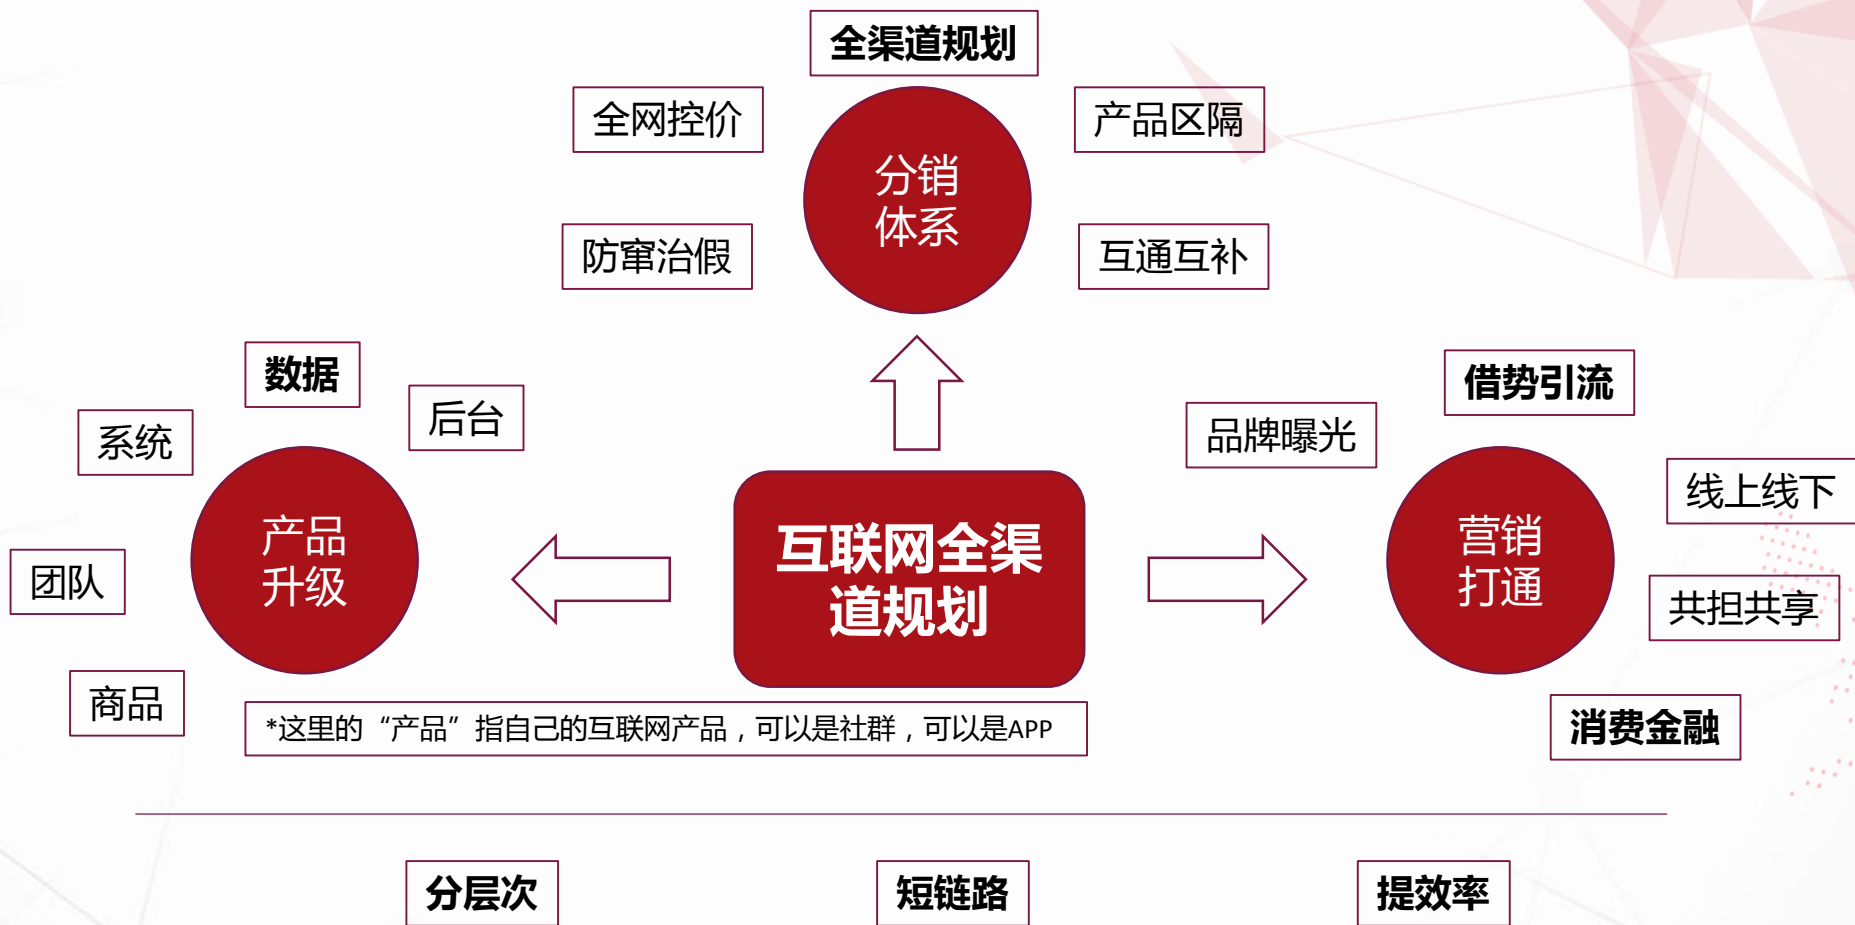 全渠道规划
全网控价
产品区隔
分销
体系
防窜治假
互通互补
数据
后台
系统
产品
升级
团队
商品
借势引流
品牌曝光
线上线下
营销
打通
共担共享
消费金融
互联网全渠
道规划
*这里的“产品”指自己的互联网产品，可以是社群，可以是APP
分层次
短链路
提效率